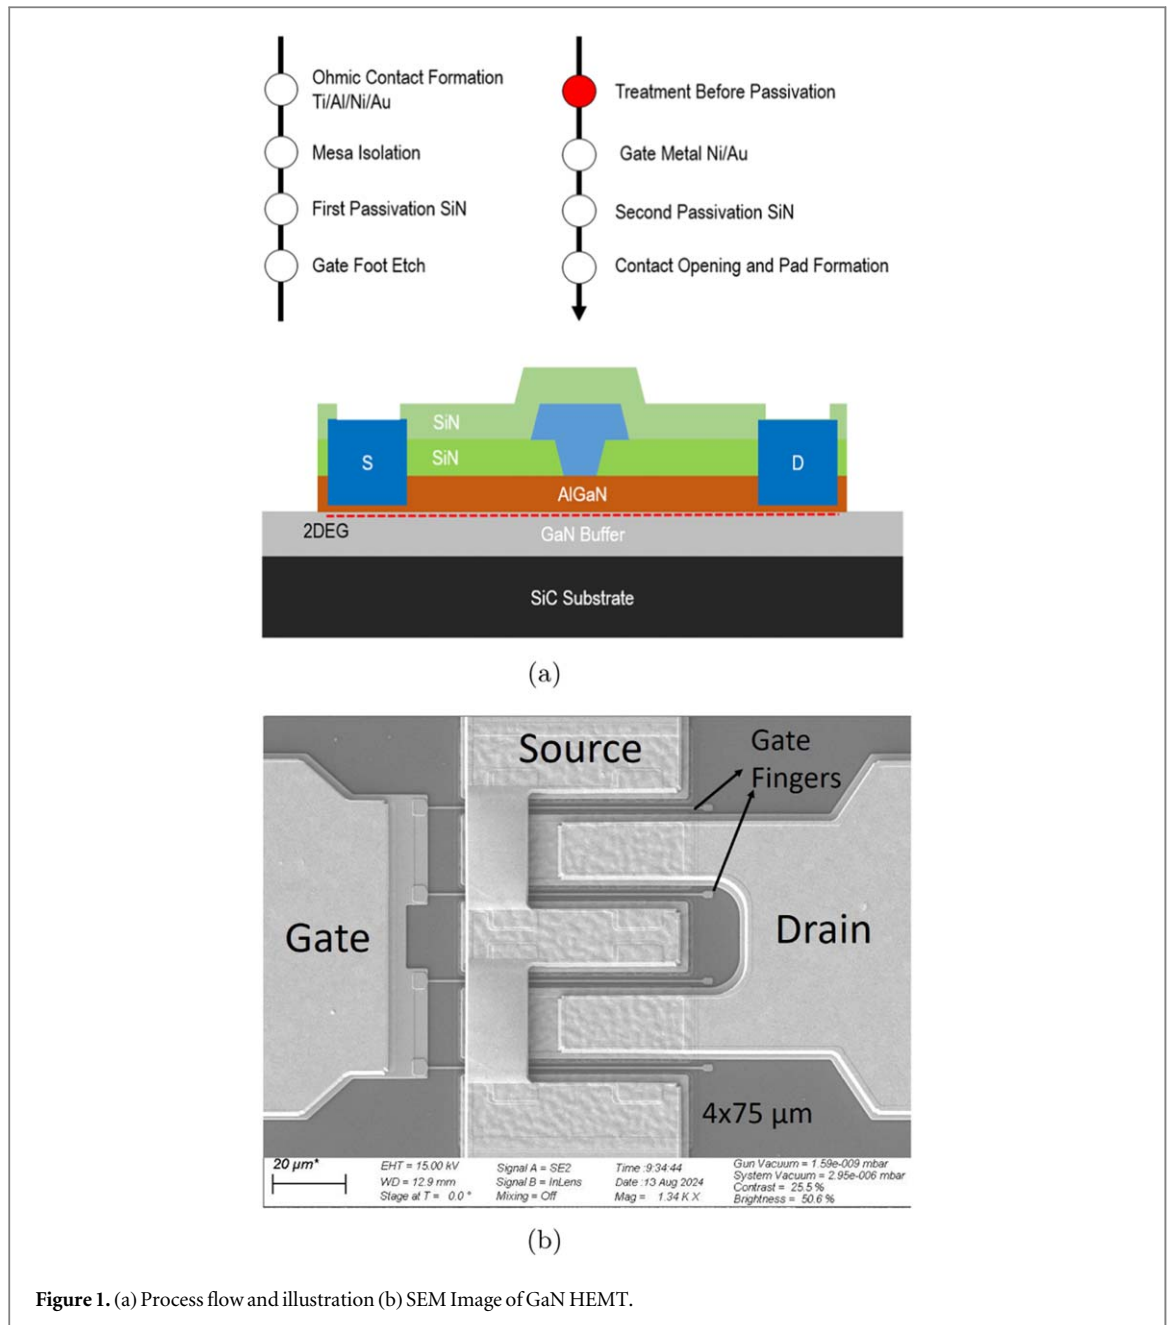 Ohmic Contact Formation
Ti/Al/Ni/Au
Mesa Isolation
First Passivation SiN
Gate Foot Etch
Treatment Before Passivation
Gate Metal Ni/Au
Second Passivation SiN
Contact Opening and Pad Formation
SiN
SiN
S
D
AlGaN
2DEG
GaN Buffer
SiC Substrate
(a)
Source
Gate
Fingers
Gate
Drain
4x75 μm
20 μm*
EHT = 15.00 kV
WD = 12.9 mm
Stage at T = 0.0 °
Signal A = SE2
Signal B = InLens
Mixing = Off
Time :9:34:44
Date :13 Aug 2024
Mag = 1.34 K X
Gun Vacuum = 1.59e-009 mbar
System Vacuum = 2.95e-006 mbar
Contrast = 25.5 %
Brightness = 50.6 %
(b)
Figure 1. (a) Process flow and illustration (b) SEM Image of GaN HEMT.